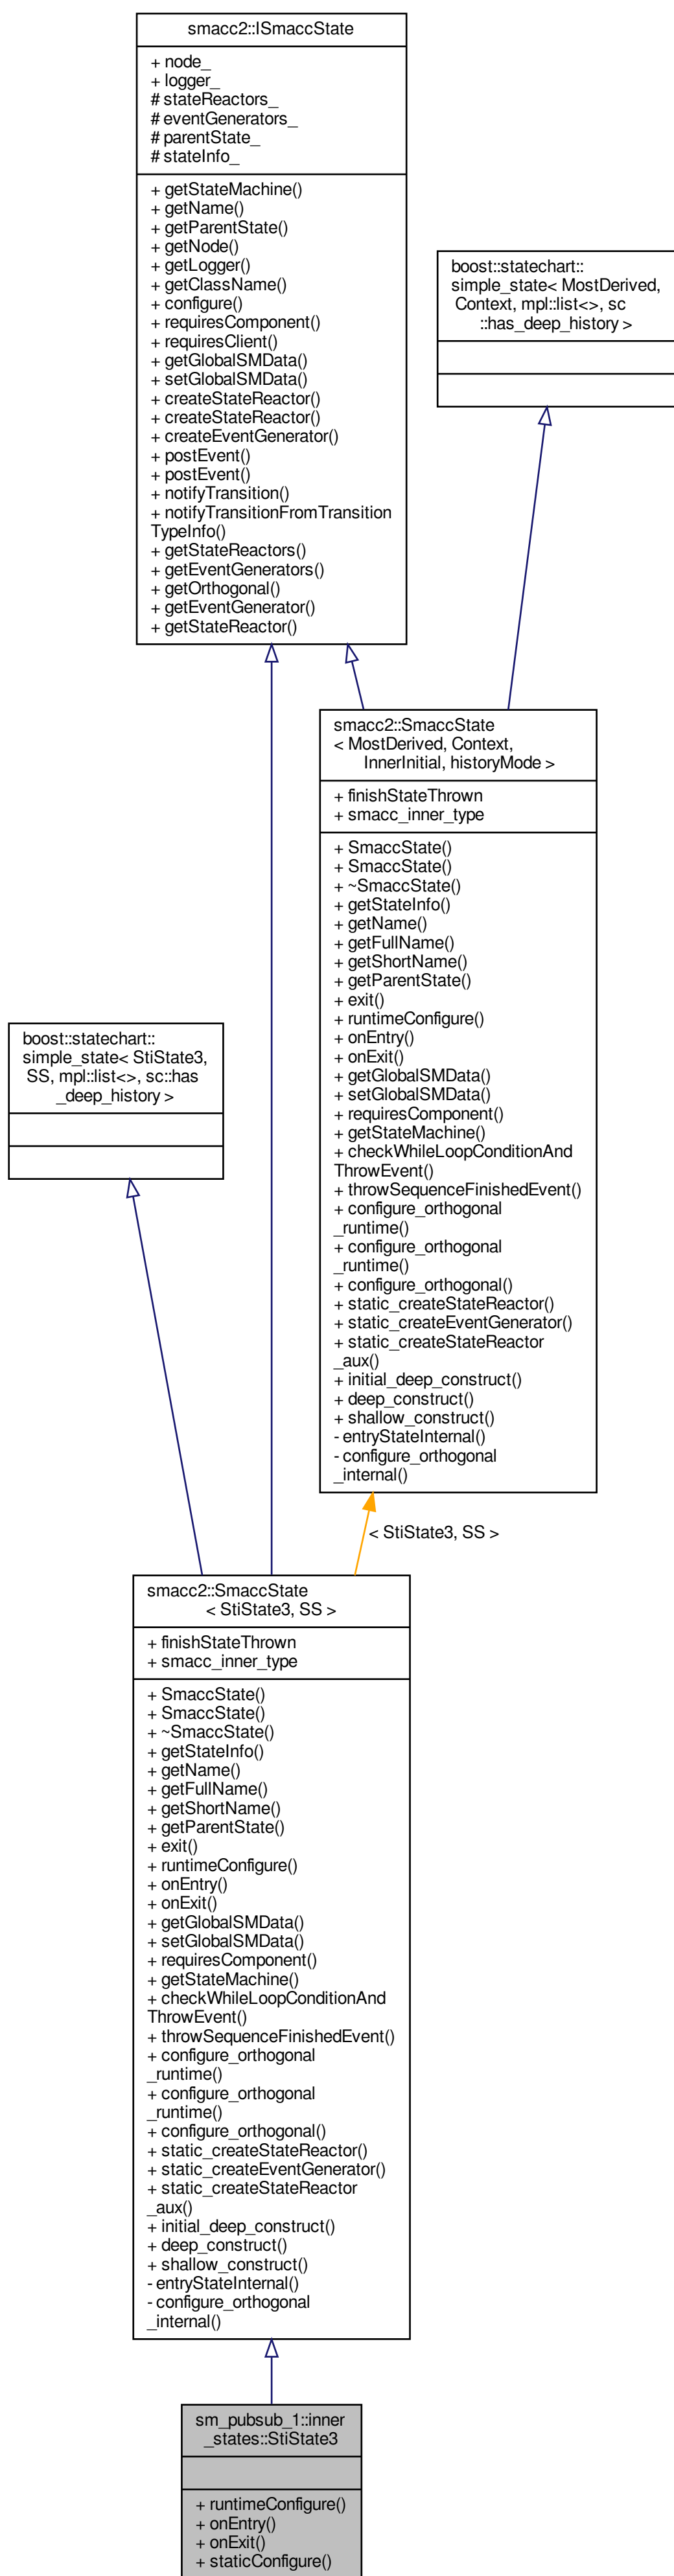 smacc2::ISmaccState
+ node_
+ logger_
# stateReactors_
# eventGenerators_
# parentState_
# stateInfo_
+ getStateMachine()
+ getName()
+ getParentState()
+ getNode()
+ getLogger()
+ getClassName()
+ configure()
+ requiresComponent()
+ requiresClient()
+ getGlobalSMData()
+ setGlobalSMData()
+ createStateReactor()
+ createStateReactor()
+ createEventGenerator()
+ postEvent()
+ postEvent()
+ notifyTransition()
+ notifyTransitionFromTransition
TypeInfo()
+ getStateReactors()
+ getEventGenerators()
+ getOrthogonal()
+ getEventGenerator()
+ getStateReactor()
boost::statechart::
simple_state< MostDerived,
Context, mpl::list<>, sc
::has_deep_history >
smacc2::SmaccState
< MostDerived, Context,
InnerInitial, historyMode >
+ finishStateThrown
+ smacc_inner_type
+ SmaccState()
+ SmaccState()
+ ~SmaccState()
+ getStateInfo()
+ getName()
+ getFullName()
+ getShortName()
+ getParentState()
+ exit()
+ runtimeConfigure()
+ onEntry()
+ onExit()
+ getGlobalSMData()
+ setGlobalSMData()
+ requiresComponent()
+ getStateMachine()
+ checkWhileLoopConditionAnd
ThrowEvent()
+ throwSequenceFinishedEvent()
+ configure_orthogonal
_runtime()
+ configure_orthogonal
_runtime()
+ configure_orthogonal()
+ static_createStateReactor()
+ static_createEventGenerator()
+ static_createStateReactor
_aux()
+ initial_deep_construct()
+ deep_construct()
+ shallow_construct()
- entryStateInternal()
- configure_orthogonal
_internal()
boost::statechart::
simple_state< StiState3,
SS, mpl::list<>, sc::has
_deep_history >
< StiState3, SS >
smacc2::SmaccState
< StiState3, SS >
+ finishStateThrown
+ smacc_inner_type
+ SmaccState()
+ SmaccState()
+ ~SmaccState()
+ getStateInfo()
+ getName()
+ getFullName()
+ getShortName()
+ getParentState()
+ exit()
+ runtimeConfigure()
+ onEntry()
+ onExit()
+ getGlobalSMData()
+ setGlobalSMData()
+ requiresComponent()
+ getStateMachine()
+ checkWhileLoopConditionAnd
ThrowEvent()
+ throwSequenceFinishedEvent()
+ configure_orthogonal
_runtime()
+ configure_orthogonal
_runtime()
+ configure_orthogonal()
+ static_createStateReactor()
+ static_createEventGenerator()
+ static_createStateReactor
_aux()
+ initial_deep_construct()
+ deep_construct()
+ shallow_construct()
- entryStateInternal()
- configure_orthogonal
_internal()
sm_pubsub_1::inner
_states::StiState3
+ runtimeConfigure()
+ onEntry()
+ onExit()
+ staticConfigure()